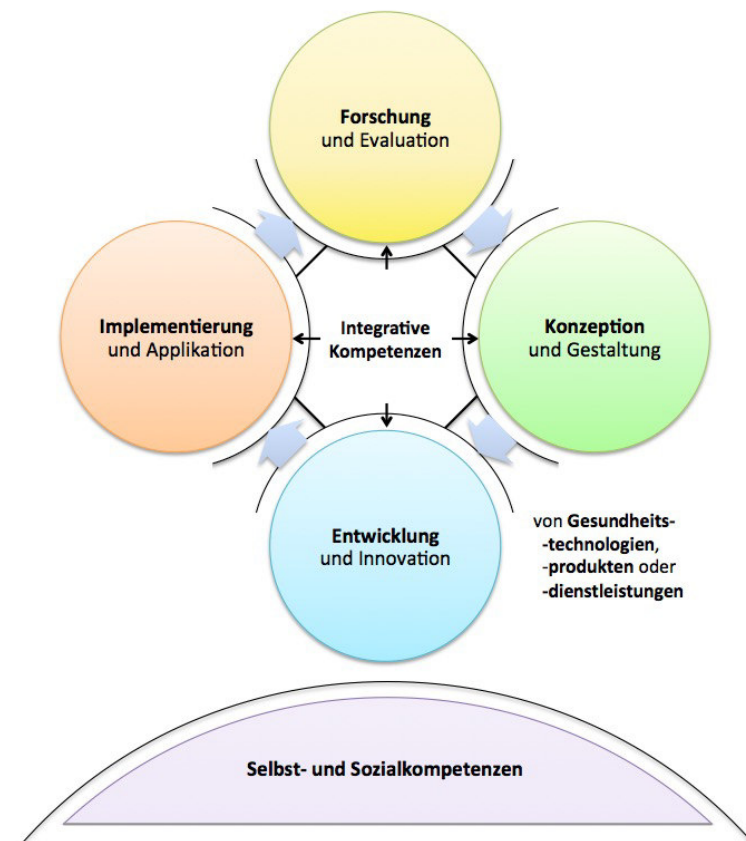 Forschung
und Evaluation
Implementierung
und Applikation
Integrative
Kompetenzen
Konzeption
und Gestaltung
Entwicklung
und Innovation
von Gesundheits-
-technologien,
-produkten oder
-dienstleistungen
Selbst- und Sozialkompetenzen